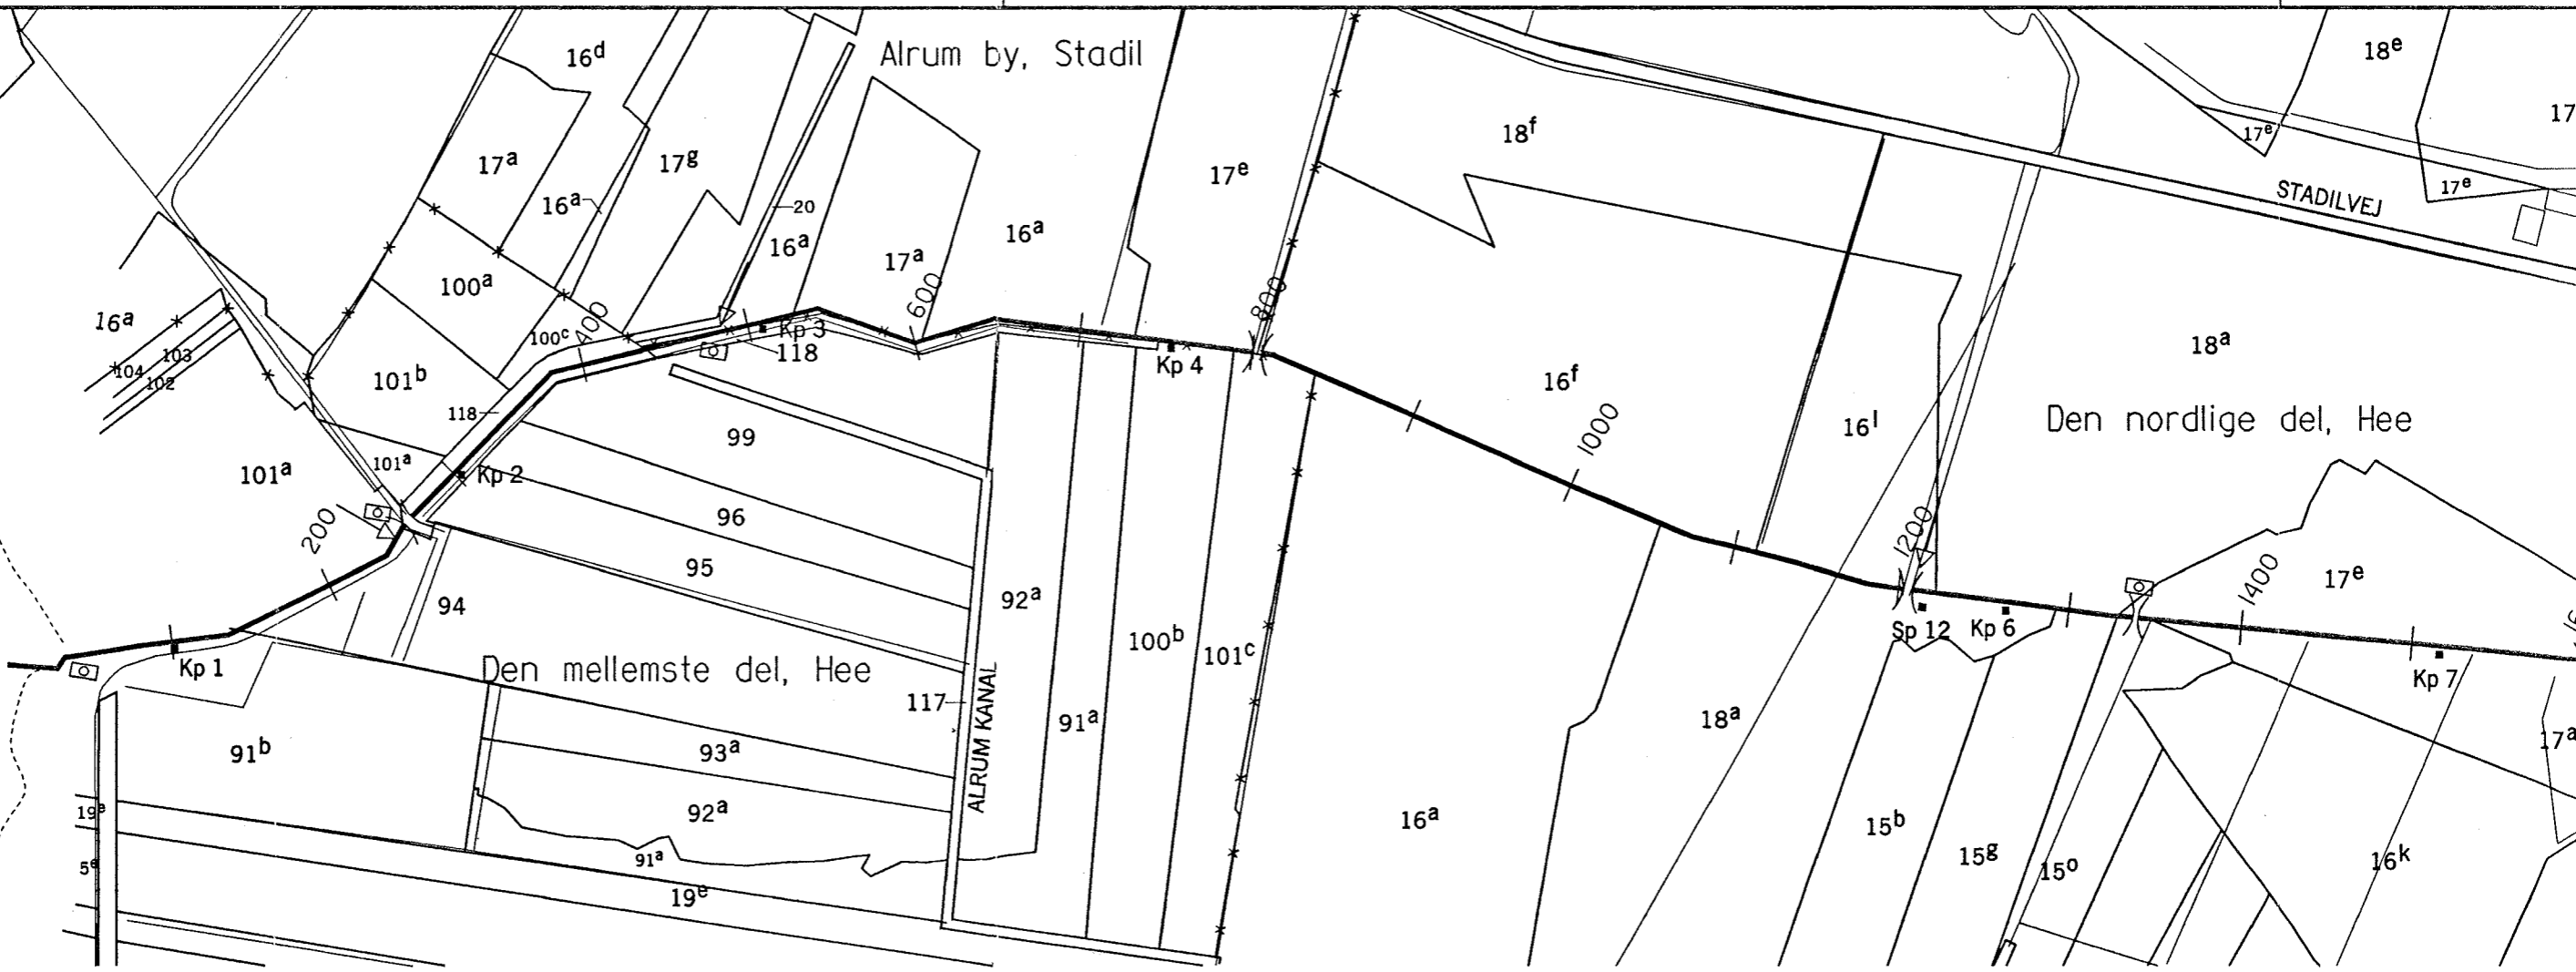 16d
Alrum by, Stadil
18e
17
18f
17e
17a
17g
17e
17e
STADILVEJ
16a
20
16a
16a
17a
600
100a
800
16a
103
104
102
100c
400
Kp 3
118
Kp 4
18a
101b
16f
118
99
1000
16l
Den nordlige del, Hee
101a
101a
Kp 2
96
200
1200
95
94
92a
1400
17e
16
Kp 1
Den mellemste del, Hee
100b
101c
Sp 12
Kp 6
Kp 7
117
ALRUM KANAL
91a
18a
17a
91b
93a
19e
92a
16a
15b
5e
91a
15g
15o
16k
19e